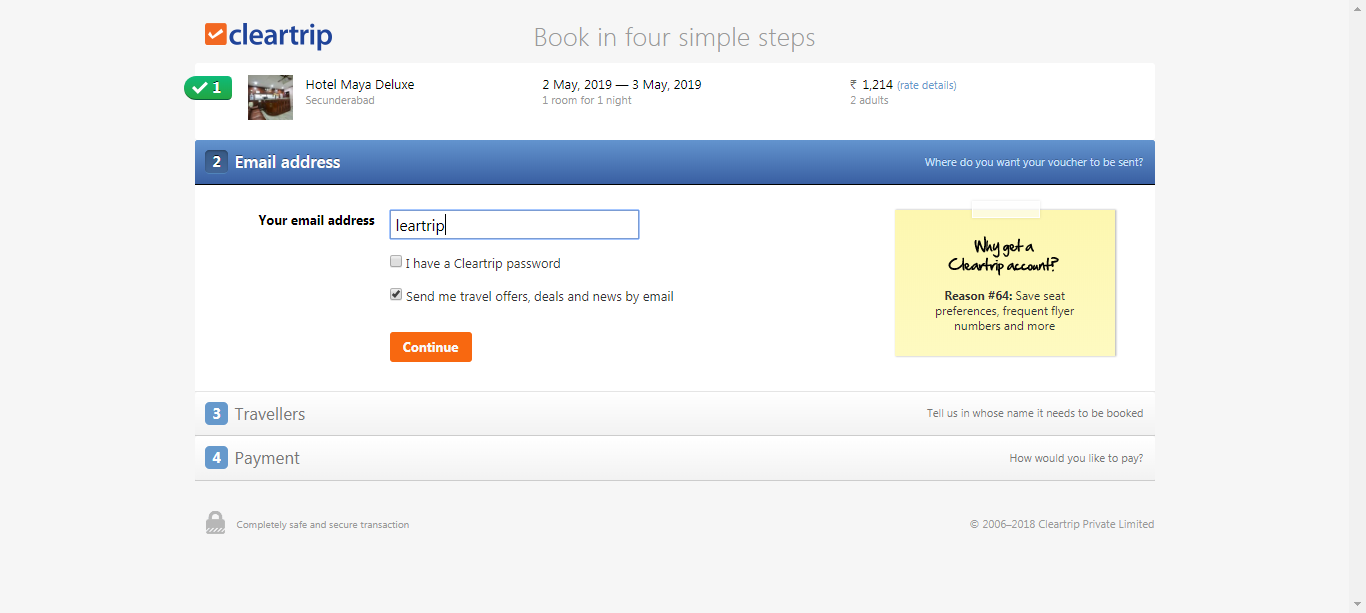 cleartrip
Book in four simple steps
1
Hotel Maya Deluxe
Secunderabad
2 May, 2019 — 3 May, 2019
1 room for 1 night
₹ 1,214 (rate details)
2 adults
2 Email address
Where do you want your voucher to be sent?
Your email address
leartrip
I have a Cleartrip password
Send me travel offers, deals and news by email
Continue
Why get a
Cleartrip account?
Reason #64: Save seat
preferences, frequent flyer
numbers and more
3 Travellers
Tell us in whose name it needs to be booked
4 Payment
How would you like to pay?
Completely safe and secure transaction
© 2006–2018 Cleartrip Private Limited